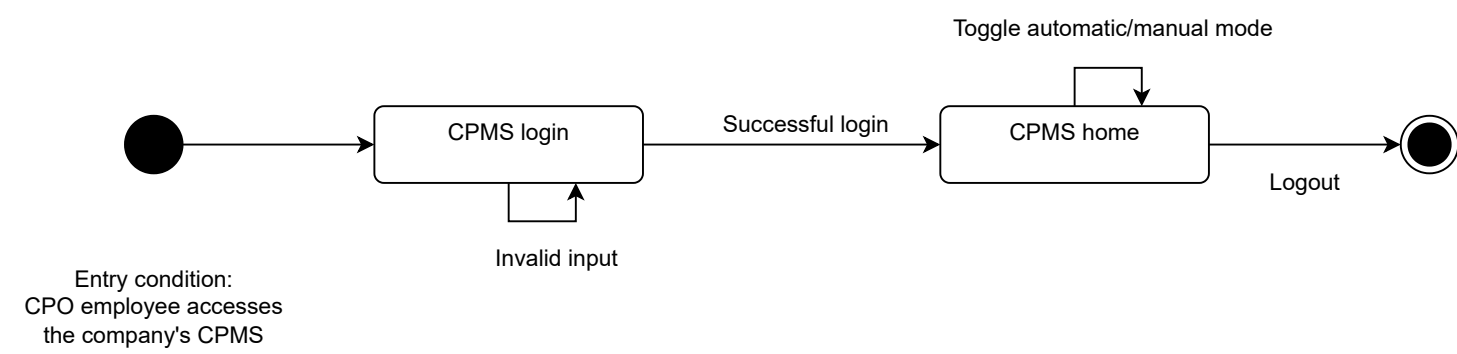 Toggle automatic/manual mode
CPMS login
Successful login
CPMS home
Logout
Invalid input
Entry condition:
CPO employee accesses
the company's CPMS